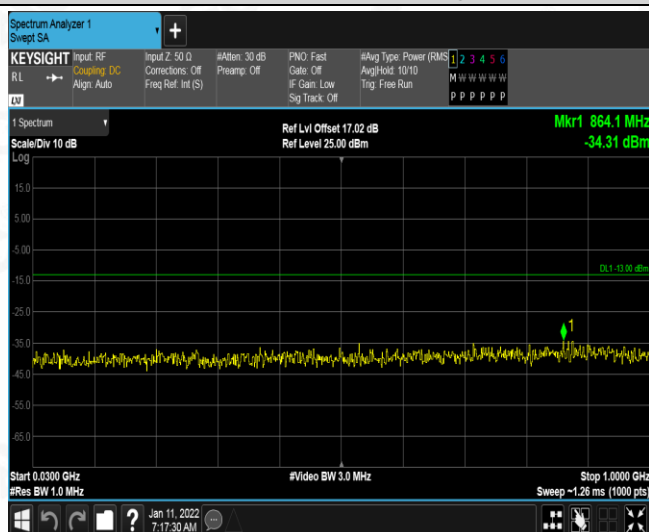 Spectrum Analyzer 1
Swept SA
+
KEYSIGHT
RL
LXI
Input: RF
Coupling: DC
Align: Auto
Input Z: 50 Ω
Corrections: Off
Freq Ref: Int (S)
#Atten: 30 dB
Preamp: Off
PNO: Fast
Gate: Off
IF Gain: Low
Sig Track: Off
#Avg Type: Power (RMS
Avg|Hold: 10/10
Trig: Free Run
1 2 3 4 5 6
M W W W W W
P P P P P P
1 Spectrum
Scale/Div 10 dB
Ref Lvl Offset 17.02 dB
Ref Level 25.00 dBm
Mkr1 864.1 MHz
-34.31 dBm
Log
15.0
5.00
-5.00
DL1 -13.00 dBm
-15.0
-25.0
1
-35.0
-45.0
-55.0
-65.0
Start 0.0300 GHz
#Video BW 3.0 MHz
Stop 1.0000 GHz
#Res BW 1.0 MHz
Sweep ~1.26 ms (1000 pts)
?
Jan 11, 2022
7:17:30 AM